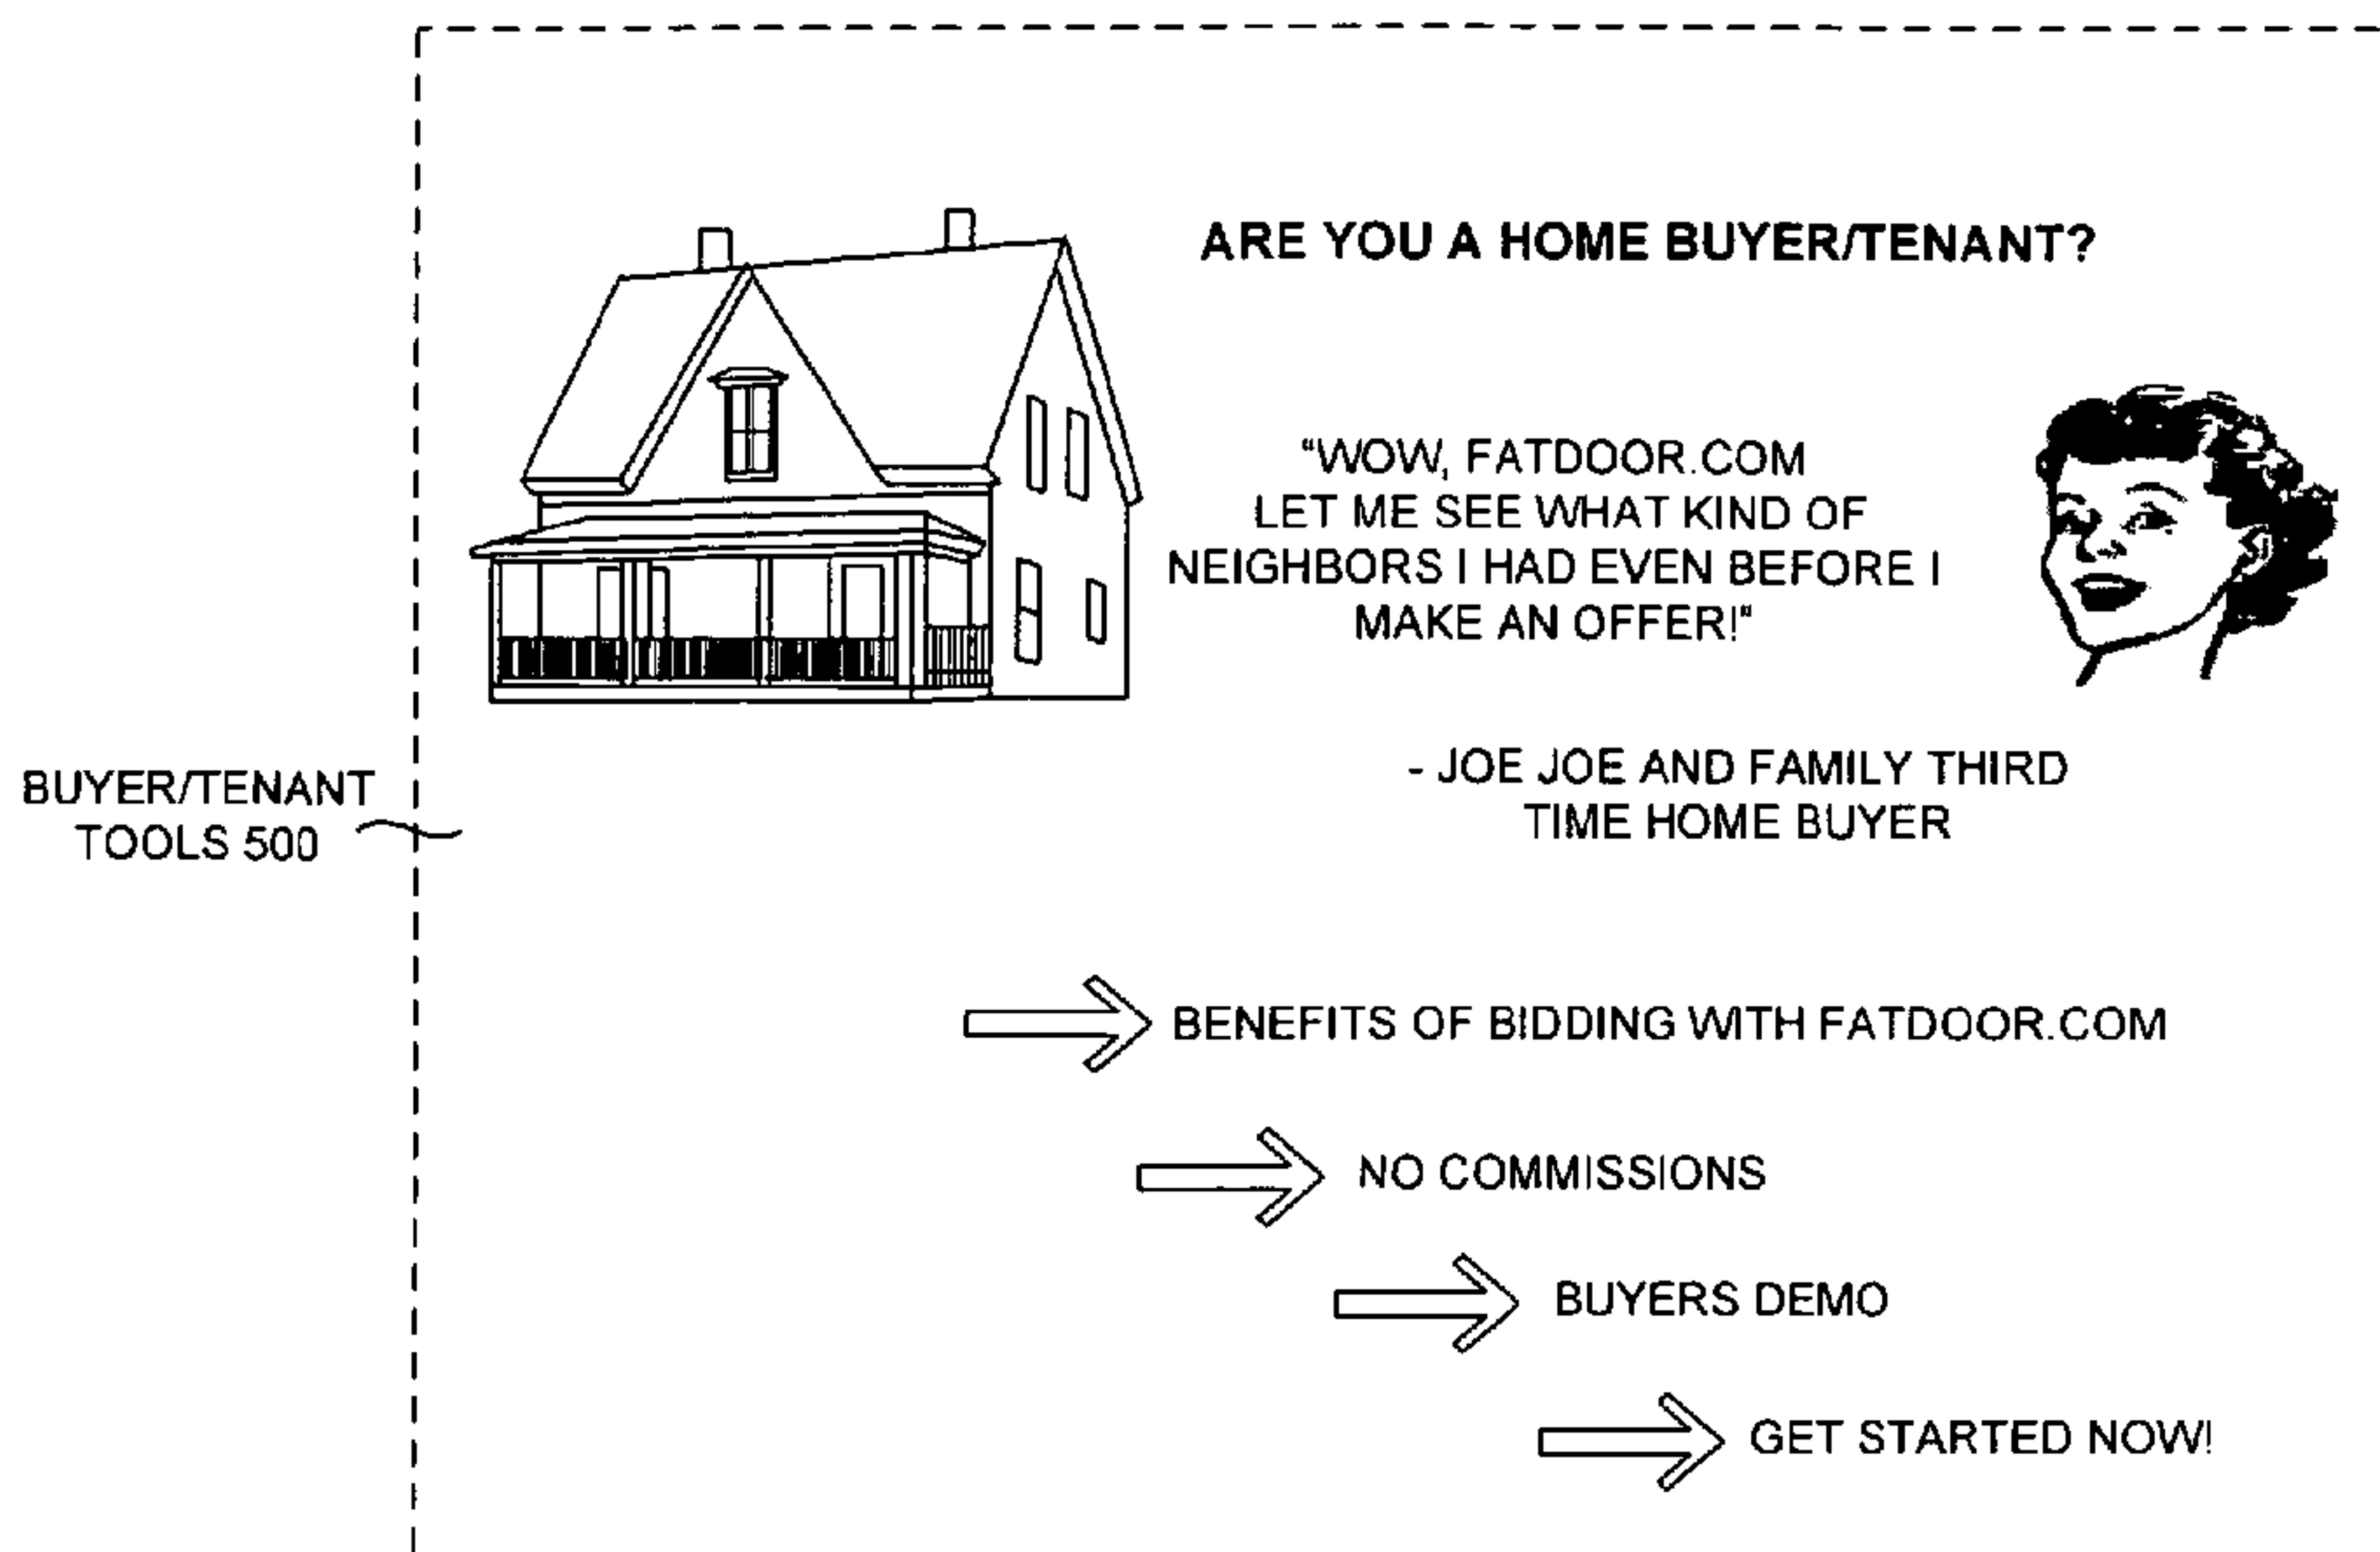 ARE YOU A HOME BUYER/TENANT?
"WOW, FATDOOR.COM
LET ME SEE WHAT KIND OF
NEIGHBORS I HAD EVEN BEFORE I
MAKE AN OFFER!"
- JOE JOE AND FAMILY THIRD
TIME HOME BUYER
BUYER/TENANT
TOOLS 500
BENEFITS OF BIDDING WITH FATDOOR.COM
NO COMMISSIONS
BUYERS DEMO
GET STARTED NOW!